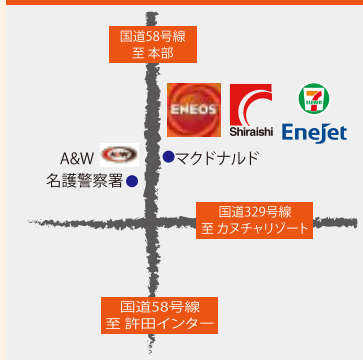 国道58号線
至 本部
ENEOS
Shiraishi
7
ELEVEN
EneJet
A&W
A&W
マクドナルド
名護警察署
国道329号線
至 カヌチャリゾート
国道58号線
至 許田インター